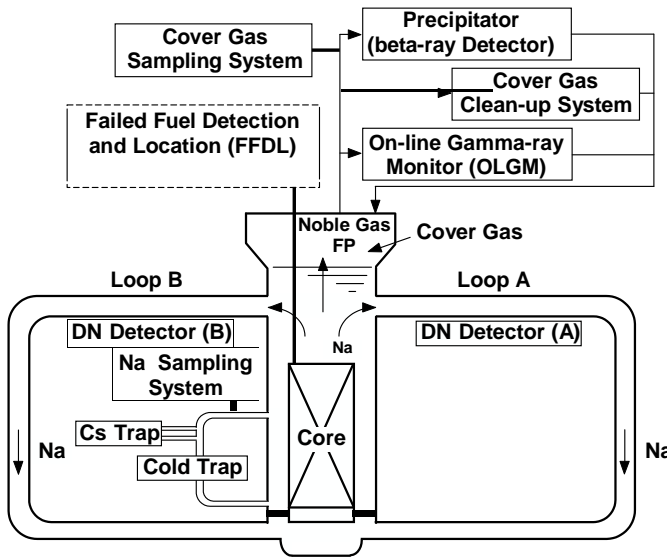 Cover Gas
Sampling System
Precipitator
(beta-ray Detector)
Cover Gas
Clean-up System
Failed Fuel Detection
and Location (FFDL)
On-line Gamma-ray
Monitor (OLGM)
Noble Gas
FP
Cover Gas
Loop B
Loop A
DN Detector (B)
DN Detector (A)
Na Sampling
System
Na
Cs Trap
Cold Trap
Core
Na
Na